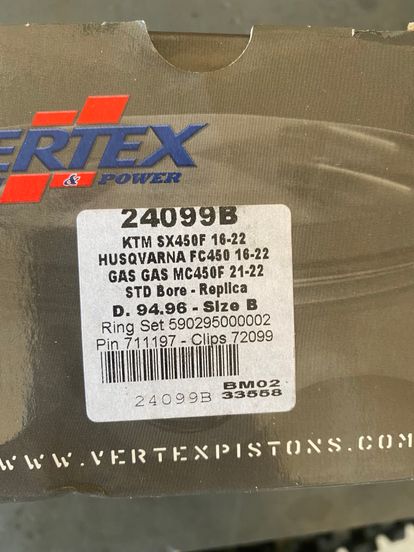 VERTEX
& POWER
24099B
KTM SX450F 16-22
HUSQVARNA FC450 16-22
GAS GAS MC450F 21-22
STD Bore - Replica
D. 94.96 - Size B
Ring Set 590295000002
Pin 711197 - Clips 72099
BM02
24099B 33558
WWW.VERTEXPISTONS.COM